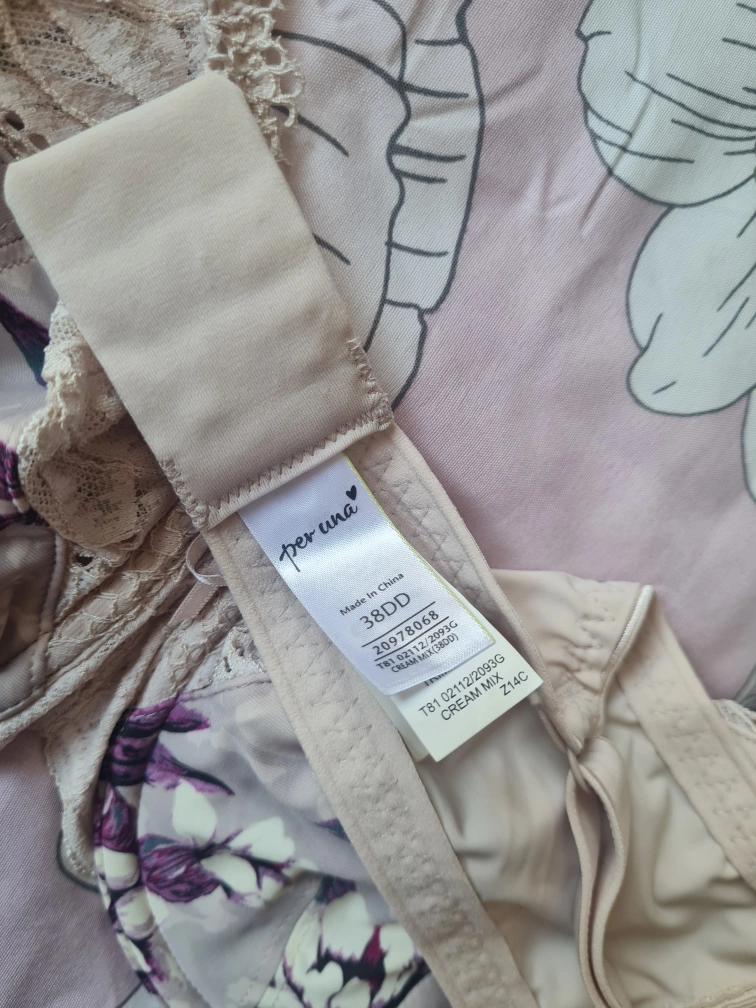 per una
Made In China
38DD
20978068
T81 02112/2093G
CREAM MIX(38DD)
T81 02112/2093G
CREAM MIX
Z14C